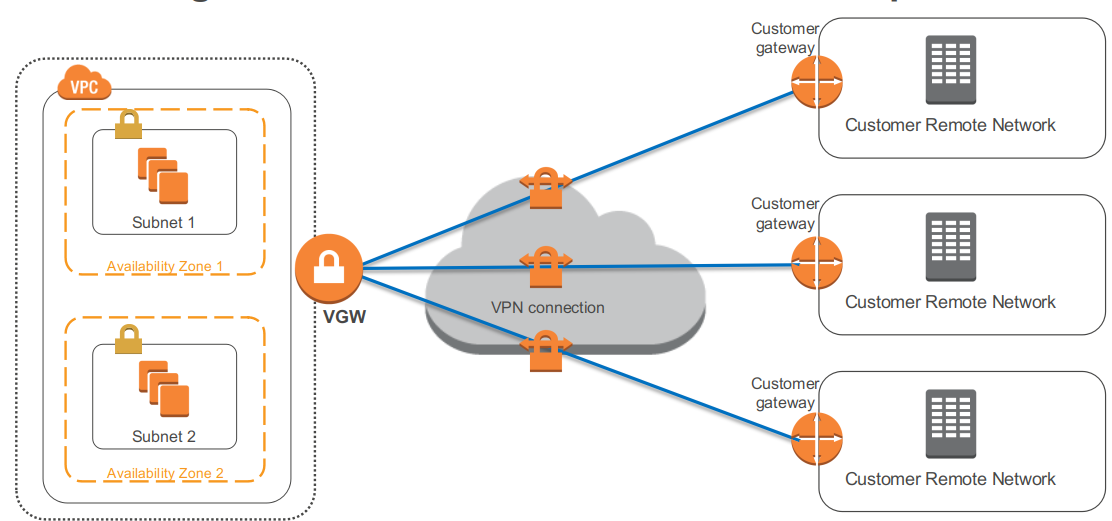 Customer
gateway
Customer Remote Network
VPC
Subnet 1
Availability Zone 1
Customer
gateway
Customer Remote Network
VGW
VPN connection
Subnet 2
Availability Zone 2
Customer
gateway
Customer Remote Network